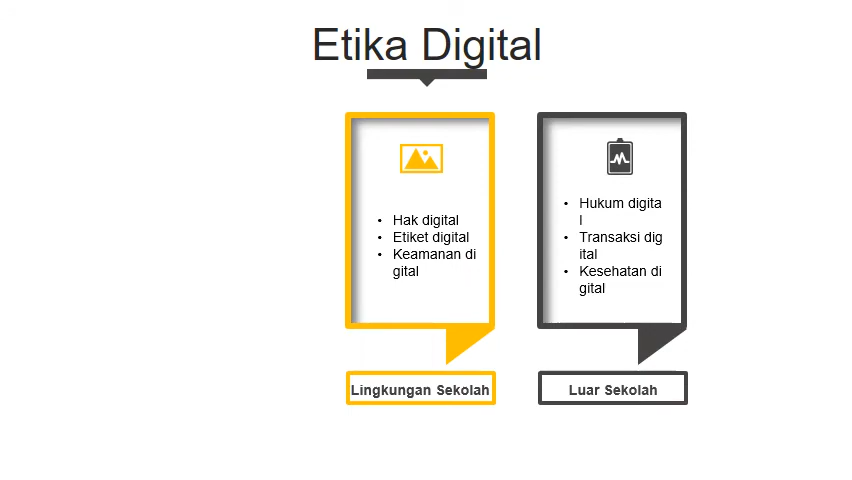 Etika Digital
• Hak digital
• Etiket digital
• Keamanan di
gital
Lingkungan Sekolah
• Hukum digita
l
• Transaksi dig
ital
• Kesehatan di
gital
Luar Sekolah